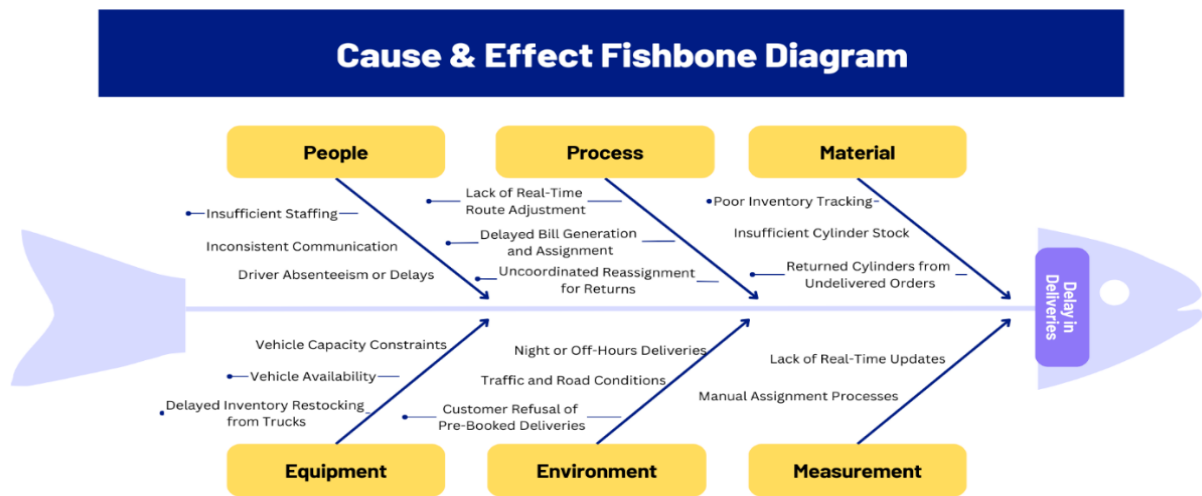 Cause & Effect Fishbone Diagram
People
Process
Material
Insufficient Staffing
Inconsistent Communication
Driver Absenteeism or Delays
Lack of Real-Time
Route Adjustment
Delayed Bill Generation
and Assignment
Uncoordinated Reassignment
for Returns
Poor Inventory Tracking
Insufficient Cylinder Stock
Returned Cylinders from
Undelivered Orders
Delay in
Deliveries
Vehicle Capacity Constraints
Vehicle Availability
Delayed Inventory Restocking
from Trucks
Night or Off-Hours Deliveries
Traffic and Road Conditions
Customer Refusal of
Pre-Booked Deliveries
Lack of Real-Time Updates
Manual Assignment Processes
Equipment
Environment
Measurement